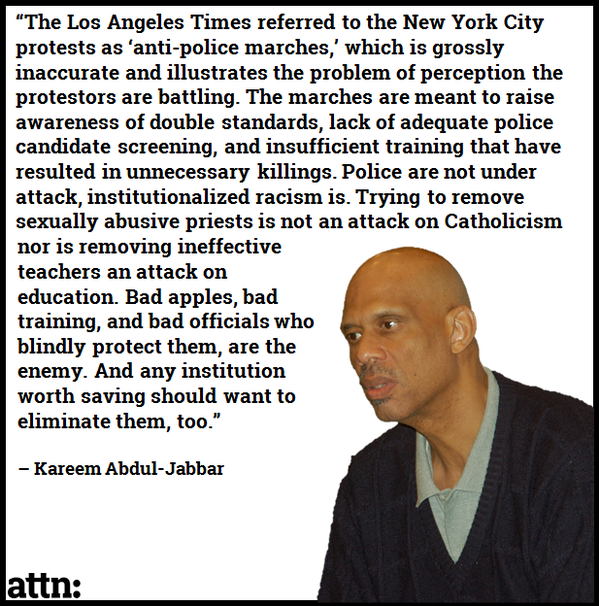 “The Los Angeles Times referred to the New York City
protests as ‘anti-police marches,’ which is grossly
inaccurate and illustrates the problem of perception the
protestors are battling. The marches are meant to raise
awareness of double standards, lack of adequate police
candidate screening, and insufficient training that have
resulted in unnecessary killings. Police are not under
attack, institutionalized racism is. Trying to remove
sexually abusive priests is not an attack on Catholicism
nor is removing ineffective
teachers an attack on
education. Bad apples, bad
training, and bad officials who
blindly protect them, are the
enemy. And any institution
worth saving should want to
eliminate them, too.”
– Kareem Abdul-Jabbar
attn: